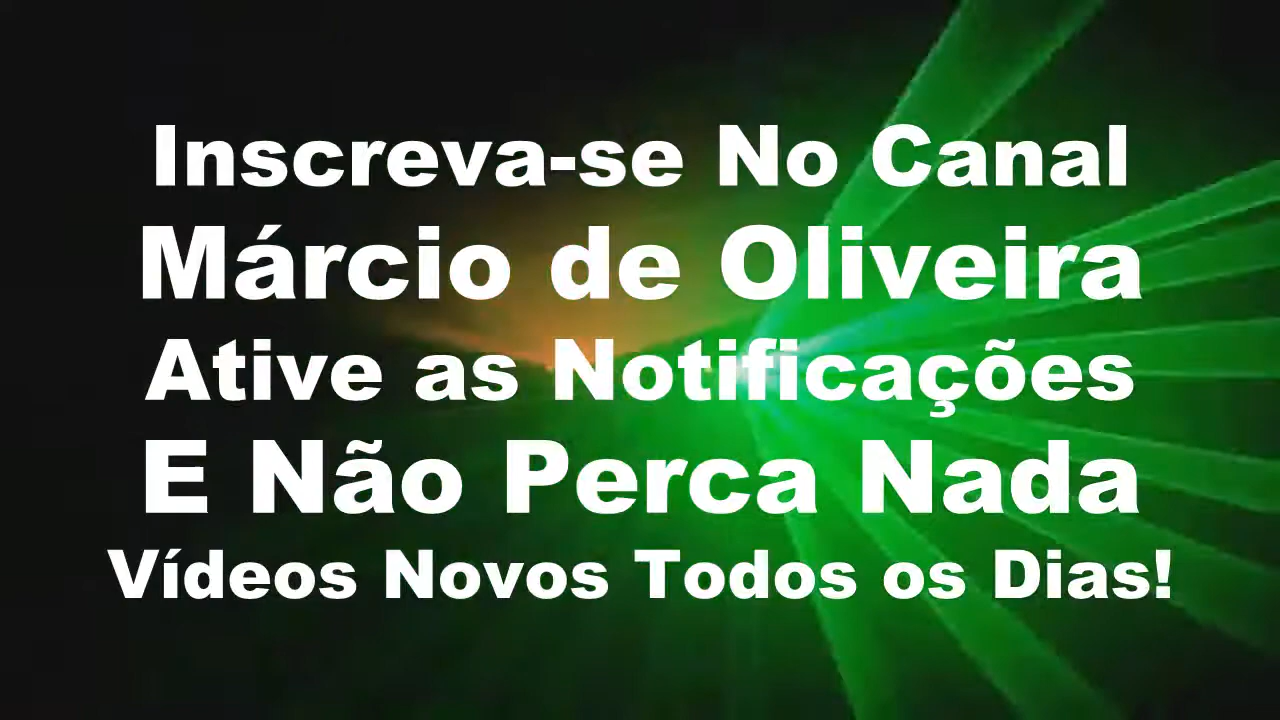 Inscreva-se No Canal
Márcio de Oliveira
Ative as Notificações
E Não Perca Nada
Vídeos Novos Todos os Dias!